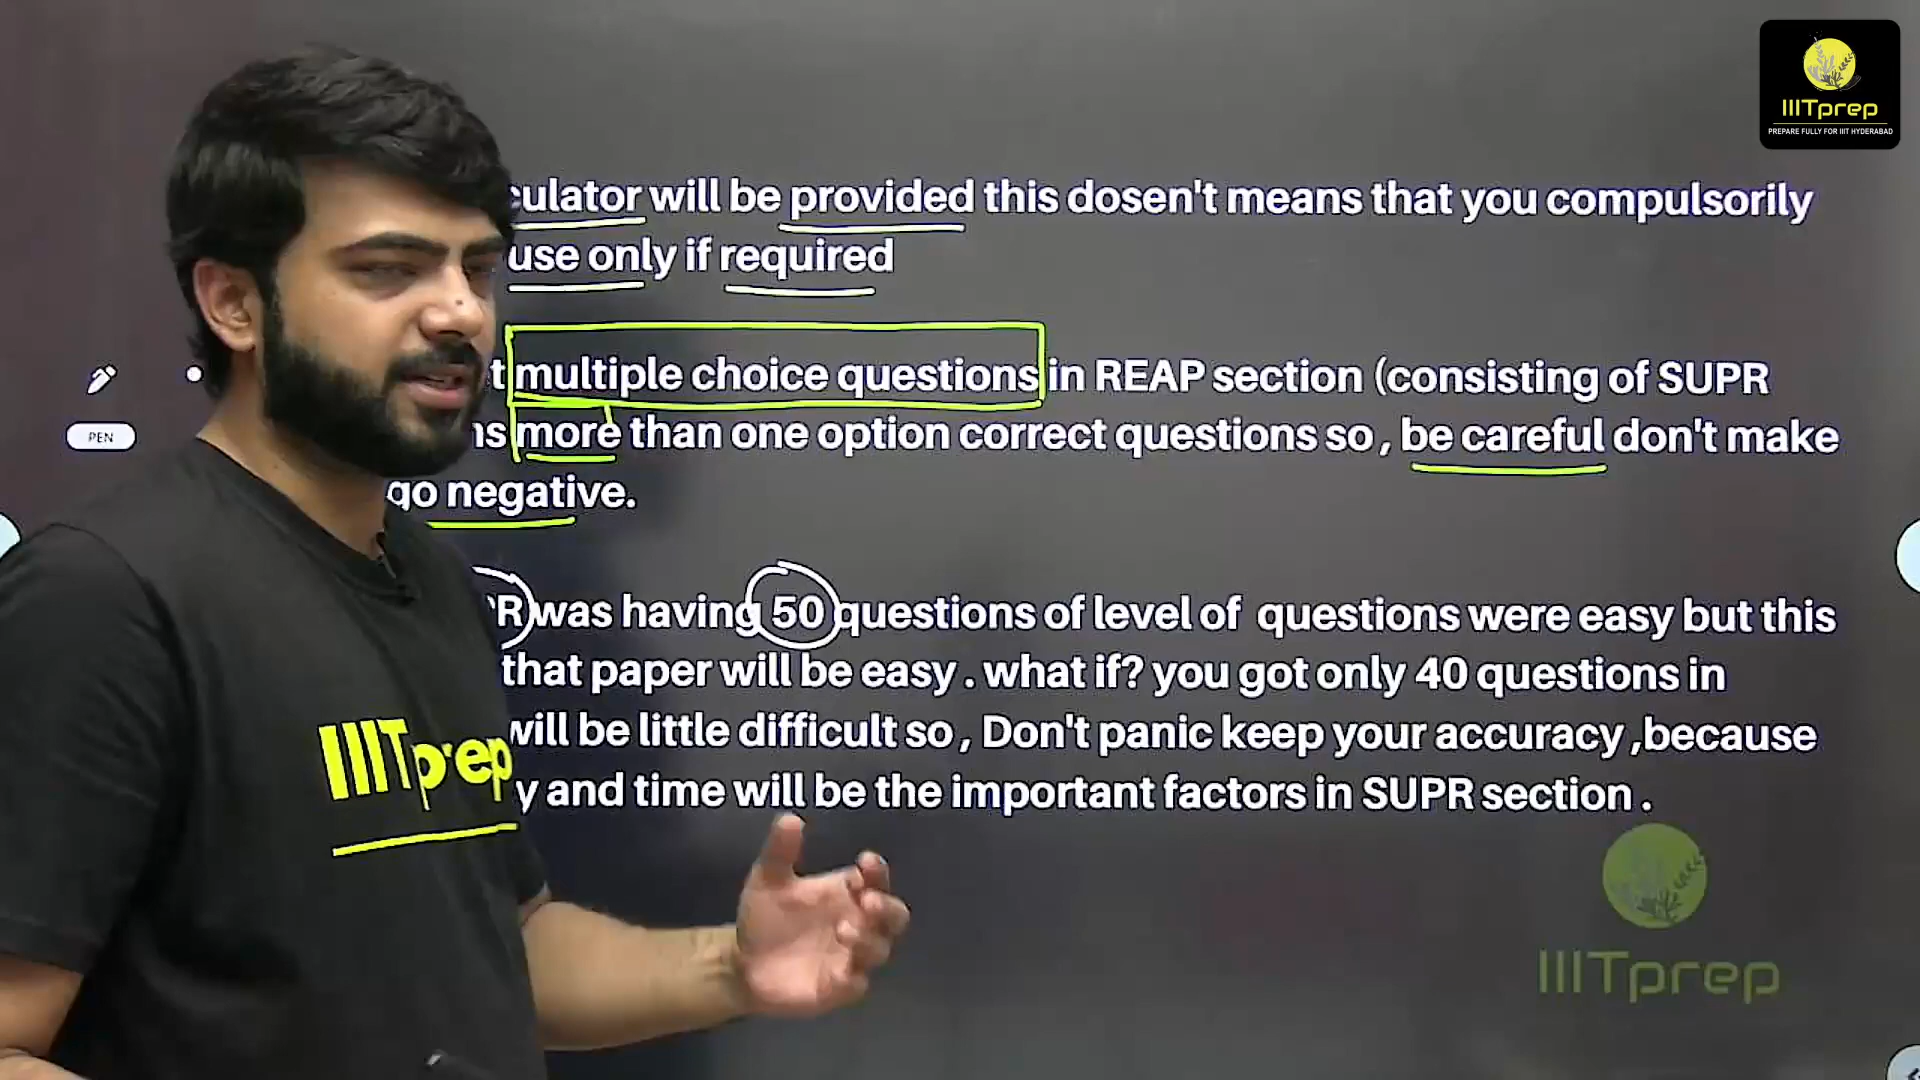 IIITprep
PREPARE FULLY FOR IIIT HYDERABAD
culator will be provided this dosen't means that you compulsorily
use only if required
t multiple choice questions in REAP section (consisting of SUPR
ns more than one option correct questions so , be careful don't make
go negative.
PEN
PR was having 50 questions of level of questions were easy but this
that paper will be easy . what if? you got only 40 questions in
will be little difficult so , Don't panic keep your accuracy ,because
y and time will be the important factors in SUPR section .
IIITprep
IIITprep